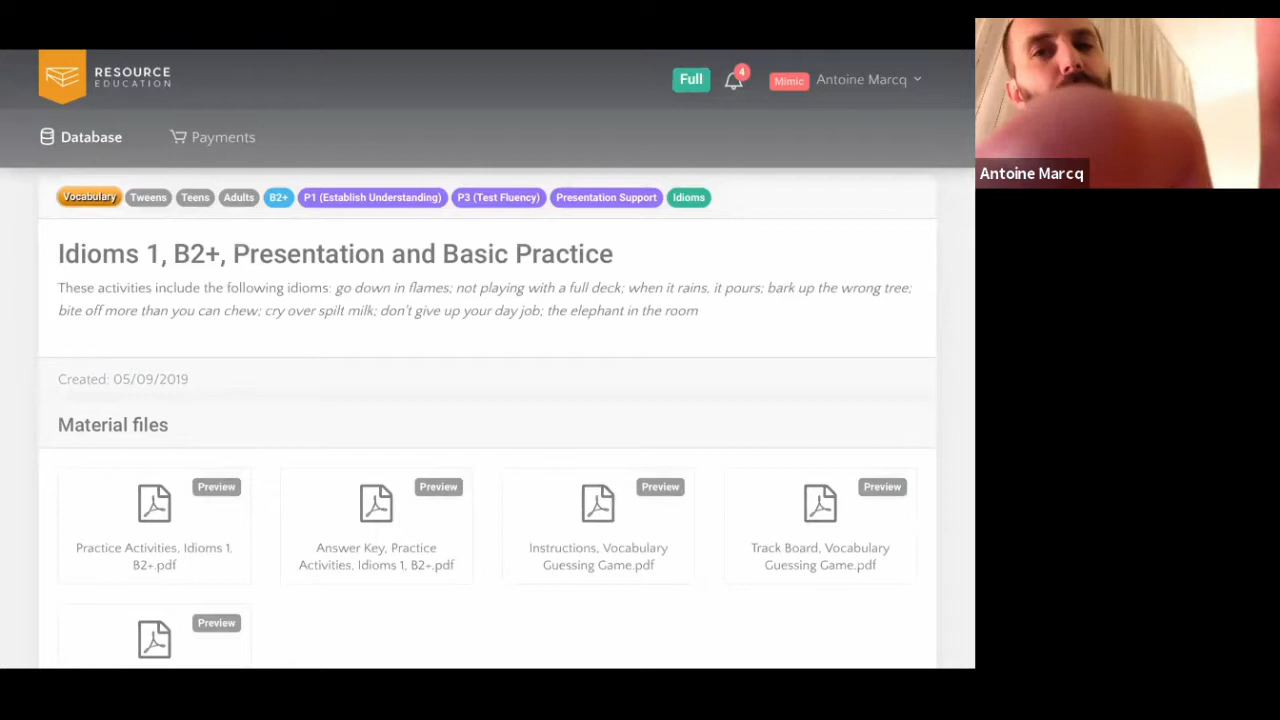 RESOURCE
EDUCATION
Full
4
Mimic
Antoine Marcq
Database
Payments
Vocabulary
Tweens
Teens
Adults
B2+
P1 (Establish Understanding)
P3 (Test Fluency)
Presentation Support
Idioms
Idioms 1, B2+, Presentation and Basic Practice
These activities include the following idioms: go down in flames; not playing with a full deck; when it rains, it pours; bark up the wrong tree;
bite off more than you can chew; cry over spilt milk; don't give up your day job; the elephant in the room
Created: 05/09/2019
Material files
Preview
Practice Activities, Idioms 1,
B2+.pdf
Preview
Answer Key, Practice
Activities, Idioms 1, B2+.pdf
Preview
Instructions, Vocabulary
Guessing Game.pdf
Preview
Track Board, Vocabulary
Guessing Game.pdf
Preview
Antoine Marcq